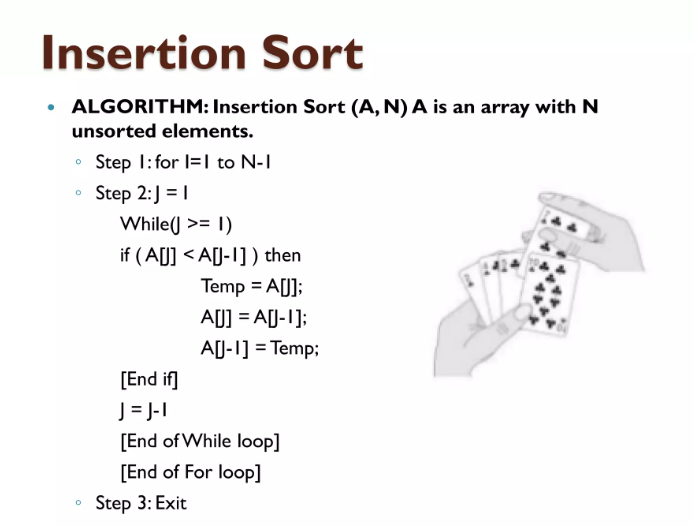 Insertion Sort
• ALGORITHM: Insertion Sort (A, N) A is an array with N
unsorted elements.
◦ Step 1: for I=1 to N-1
◦ Step 2: J = I
While(J >= 1)
if ( A[J] < A[J-1] ) then
Temp = A[J];
A[J] = A[J-1];
A[J-1] = Temp;
[End if]
J = J-1
[End of While loop]
[End of For loop]
◦ Step 3: Exit